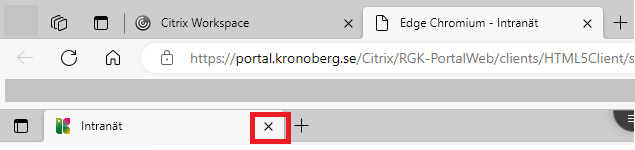 Citrix Workspace
Edge Chromium - Intranät
https://portal.kronoberg.se/Citrix/RGK-PortalWeb/clients/HTML5Client/s
Intranät